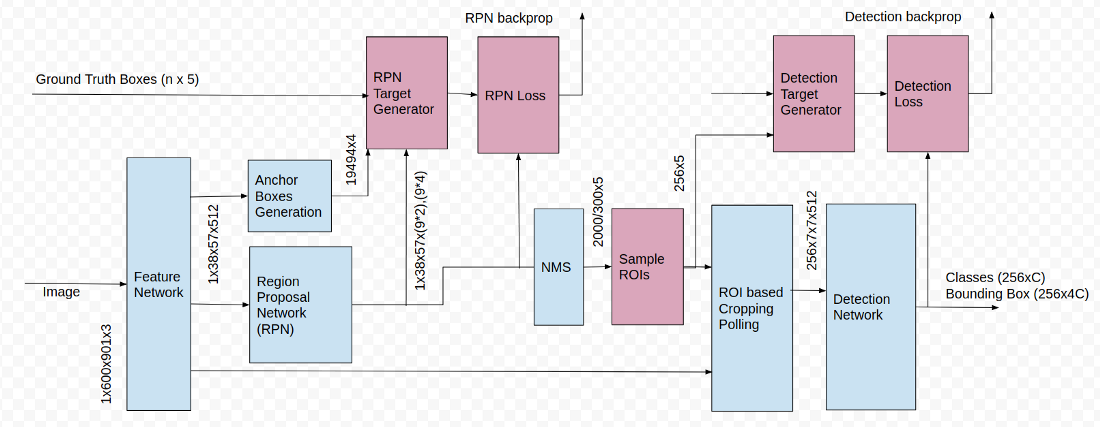 RPN backprop
Detection backprop
Ground Truth Boxes (n x 5)
RPN
Target
Generator
RPN Loss
Detection
Target
Generator
Detection
Loss
19494x4
256x5
Anchor
Boxes
Generation
1x38x57x512
1x38x57x(9*2),(9*4)
2000/300x5
256x7x7x512
Image
Feature
Network
Region
Proposal
Network
(RPN)
NMS
Sample
ROIs
ROI based
Cropping
Polling
Detection
Network
Classes (256xC)
Bounding Box (256x4C)
1x600x901x3